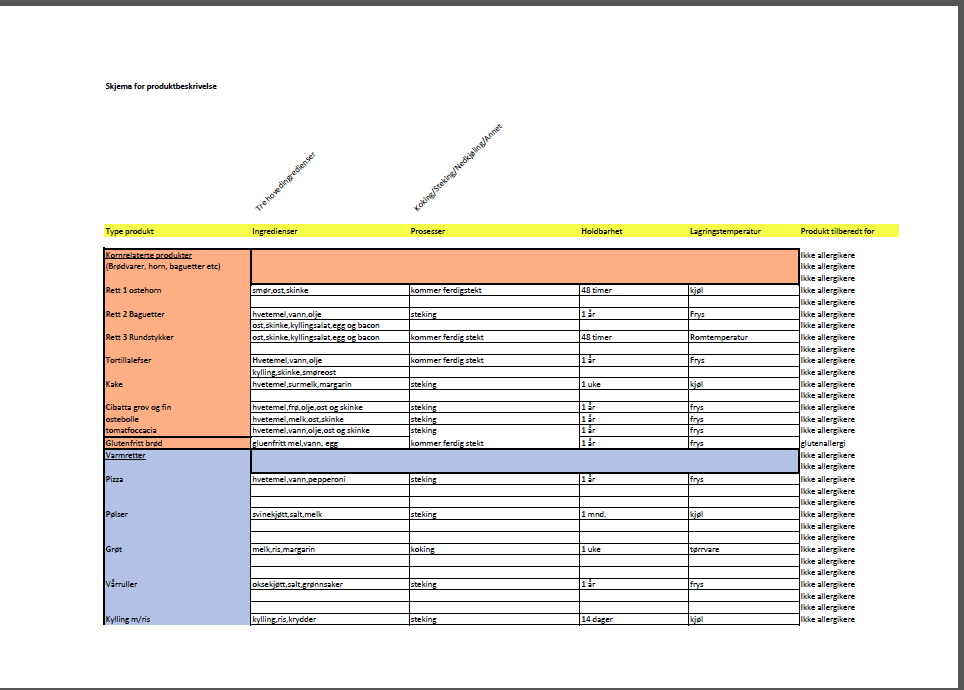 Skjema for produktbeskrivelse
Tre hovedingredienser
Koking/Steking/Nedkjøling/Annet
Type produkt Ingredienser Prosesser Holdbarhet Lagringstemperatur Produkt tilberedt for
Kornrelaterte produkter Ikke allergikere
(Brødvarer, horn, baguetter etc) Ikke allergikere
Ikke allergikere
Rett 1 ostehorn smør,ost,skinke kommer ferdigstekt 48 timer kjøl Ikke allergikere
Ikke allergikere
Rett 2 Baguetter hvetemel,vann,olje steking 1 år Frys Ikke allergikere
ost,skinke,kyllingsalat,egg og bacon Ikke allergikere
Rett 3 Rundstykker ost,skinke,kyllingsalat,egg og bacon kommer ferdig stekt 48 timer Romtemperatur Ikke allergikere
Ikke allergikere
Tortillalefser Hvetemel,vann,olje kommer ferdig stekt 1 år Frys Ikke allergikere
kylling,skinke,smøreost Ikke allergikere
Kake hvetemel,surmelk,margarin steking 1 uke kjøl Ikke allergikere
Ikke allergikere
Cibatta grov og fin hvetemel,frø,olje,ost og skinke steking 1 år frys Ikke allergikere
ostebolle hvetemel,melk,ost,skinke steking 1 år frys Ikke allergikere
tomatfoccacia hvetemel,vann,olje,ost og skinke steking 1 år frys Ikke allergikere
Glutenfritt brød gluenfritt mel,vann, egg kommer ferdig stekt 1 år frys glutenallergi
Varmretter Ikke allergikere
Ikke allergikere
Pizza hvetemel,vann,pepperoni steking 1 år frys Ikke allergikere
Ikke allergikere
Ikke allergikere
Pølser svinekjøtt,salt,melk steking 1 mnd. kjøl Ikke allergikere
Ikke allergikere
Ikke allergikere
Grøt melk,ris,margarin koking 1 uke tørrvare Ikke allergikere
Ikke allergikere
Ikke allergikere
Vårruller oksekjøtt,salt,grønnsaker steking 1 år frys Ikke allergikere
Ikke allergikere
Ikke allergikere
Kylling m/ris kylling,ris,krydder steking 14 dager kjøl Ikke allergikere